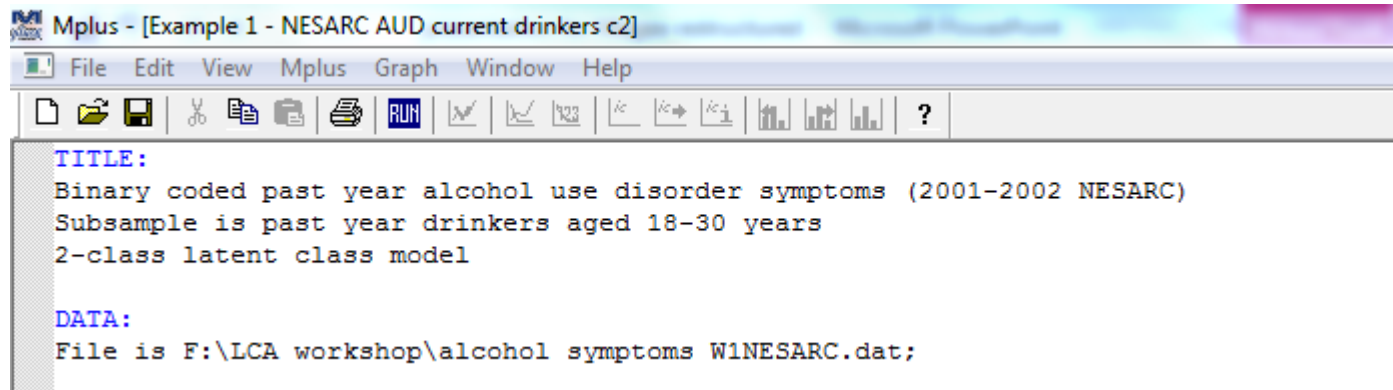 Mplus - [Example 1 - NESARC AUD current drinkers c2]
File Edit View Mplus Graph Window Help
RUN ?
TITLE:
Binary coded past year alcohol use disorder symptoms (2001-2002 NESARC)
Subsample is past year drinkers aged 18-30 years
2-class latent class model
DATA:
File is F:\LCA workshop\alcohol symptoms W1NESARC.dat;